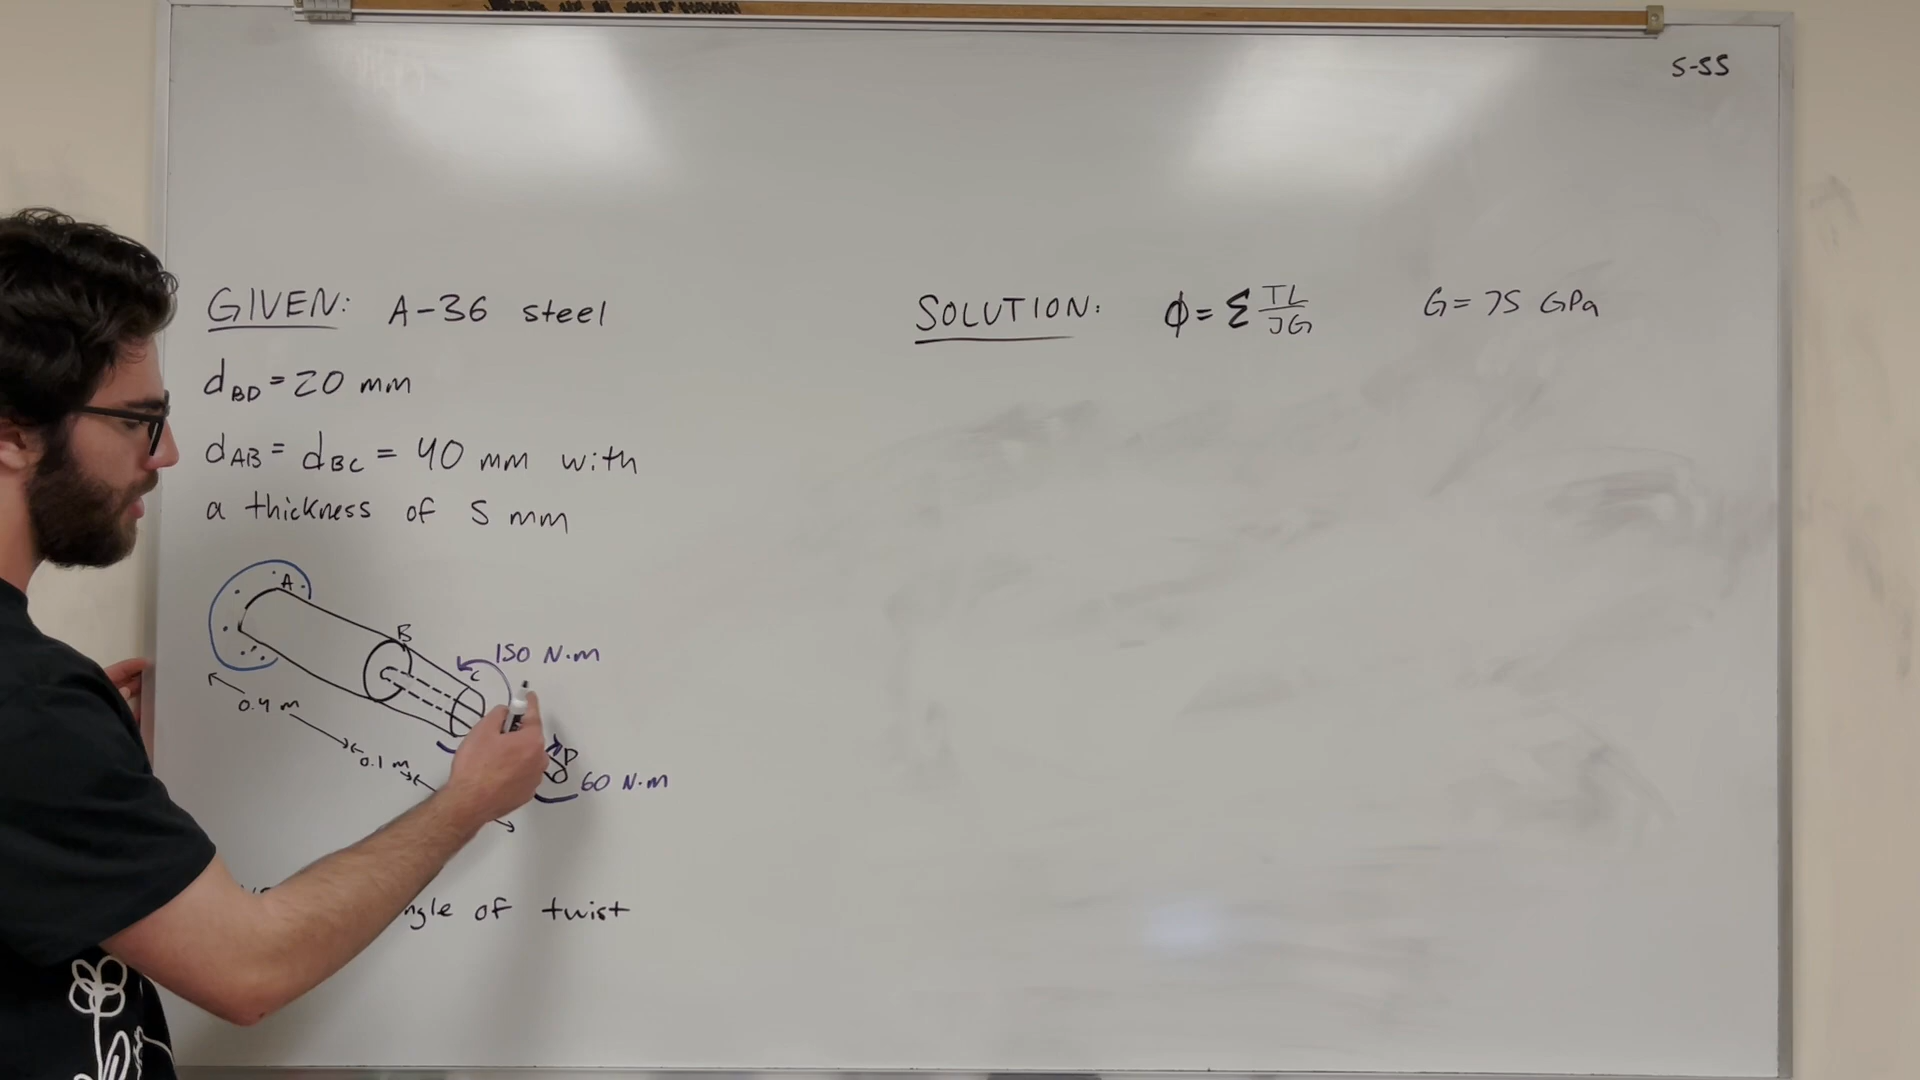 5-55
GIVEN: A-36 steel
d_BD = 20 mm
d_AB = d_BC = 40 mm with
a thickness of 5 mm
A
B
C
150 N·m
D
60 N·m
0.4 m
0.1 m
angle of twist
SOLUTION: Φ = Σ TL/JG
G = 75 GPa